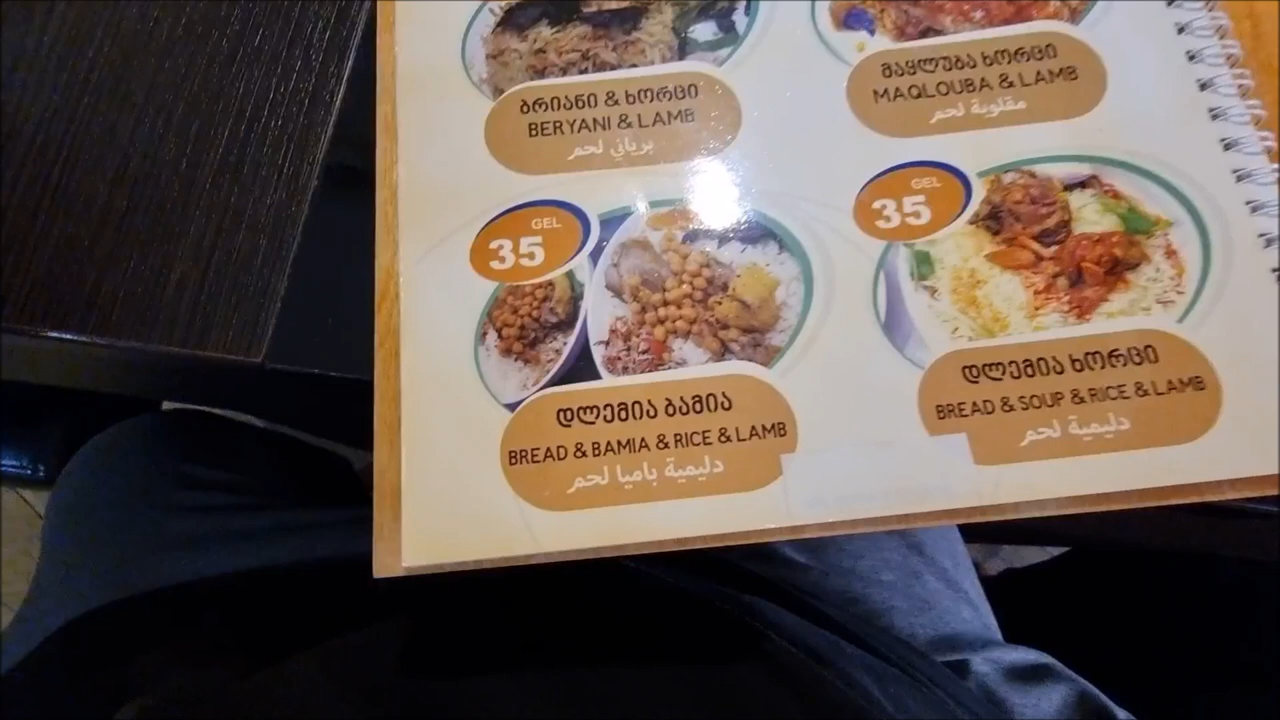 ბრიანი & ხორცი
BERYANI & LAMB
برياني لحم
მაყლუბა ხორცი
MAQLOUBA & LAMB
مقلوبة لحم
GEL
35
დლემია ბამია
BREAD & BAMIA & RICE & LAMB
دليمية باميا لحم
GEL
35
დლემია ხორცი
BREAD & SOUP & RICE & LAMB
دليمية لحم